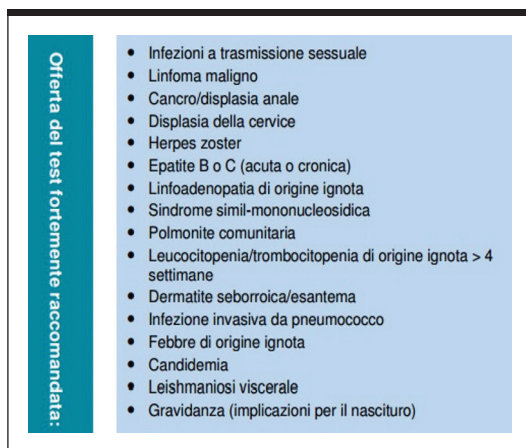 Offerta del test fortemente raccomandata:
• Infezioni a trasmissione sessuale
• Linfoma maligno
• Cancro/displasia anale
• Displasia della cervice
• Herpes zoster
• Epatite B o C (acuta o cronica)
• Linfoadenopatia di origine ignota
• Sindrome simil-mononucleosidica
• Polmonite comunitaria
• Leucocitopenia/trombocitopenia di origine ignota > 4
settimane
• Dermatite seborroica/esantema
• Infezione invasiva da pneumococco
• Febbre di origine ignota
• Candidemia
• Leishmaniosi viscerale
• Gravidanza (implicazioni per il nascituro)